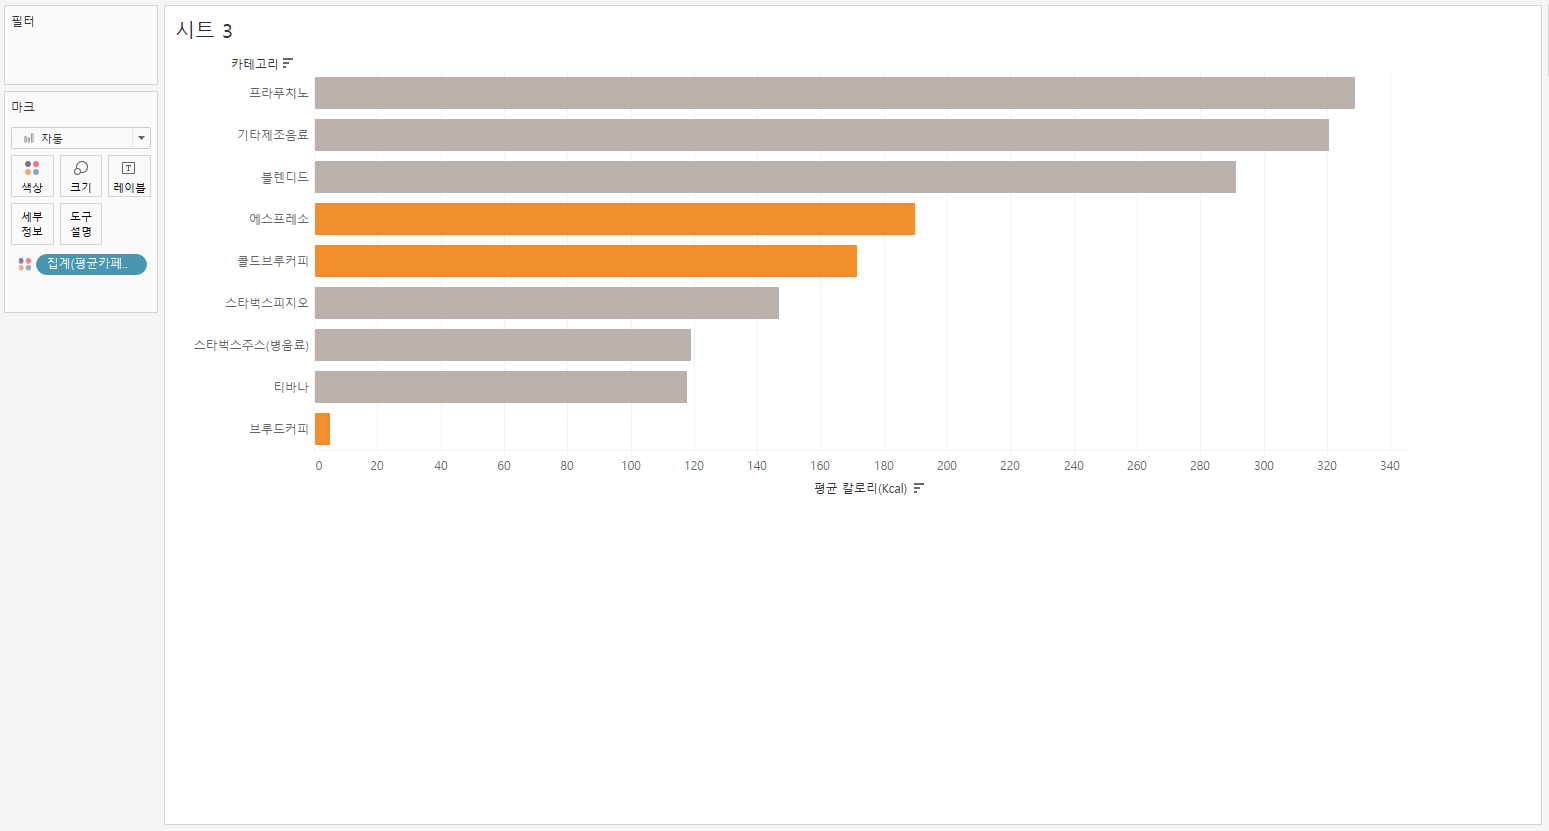 필터
마크
자동
색상
크기
레이블
세부
정보
도구
설명
집계(평균카페..
시트 3
카테고리
프라푸치노
기타제조음료
블렌디드
에스프레소
콜드브루커피
스타벅스피지오
스타벅스주스(병음료)
티바나
브루드커피
0 20 40 60 80 100 120 140 160 180 200 220 240 260 280 300 320 340
평균 칼로리(Kcal)